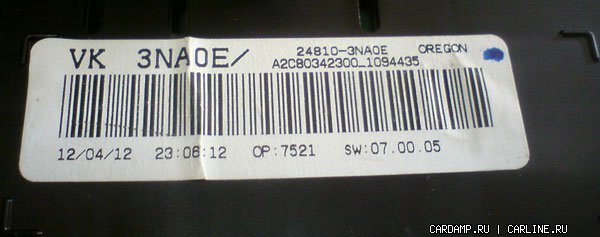 VK 3NA0E/ 24810-3NA0E OREGON
A2C80342300_1094435
12/04/12 23:06:12 OP:7521 SW:07.00.05
CARDAMP.RU | CARLINE.RU